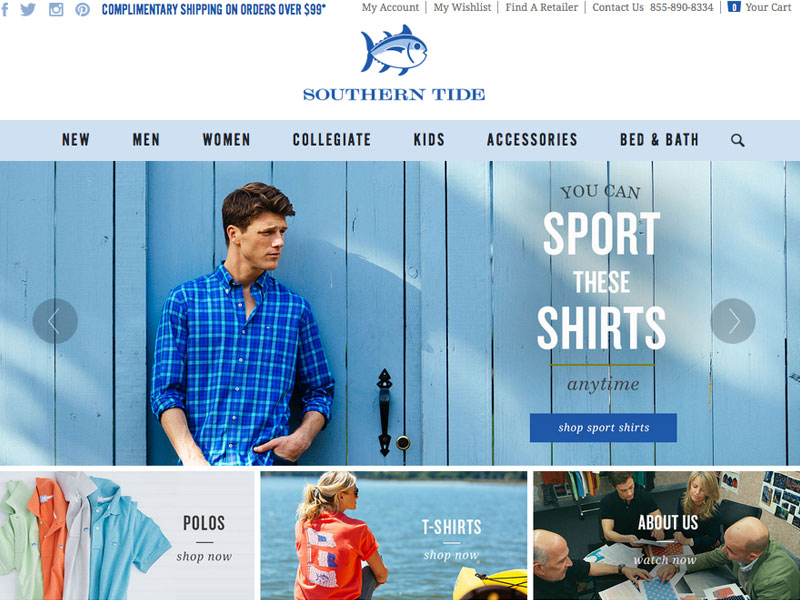 COMPLIMENTARY SHIPPING ON ORDERS OVER $99*
My Account
My Wishlist
Find A Retailer
Contact Us 855-890-8334
0 Your Cart
SOUTHERN TIDE
NEW MEN WOMEN COLLEGIATE KIDS ACCESSORIES BED & BATH
YOU CAN
SPORT
THESE
SHIRTS
anytime
shop sport shirts
POLOS
shop now
T-SHIRTS
shop now
ABOUT US
watch now